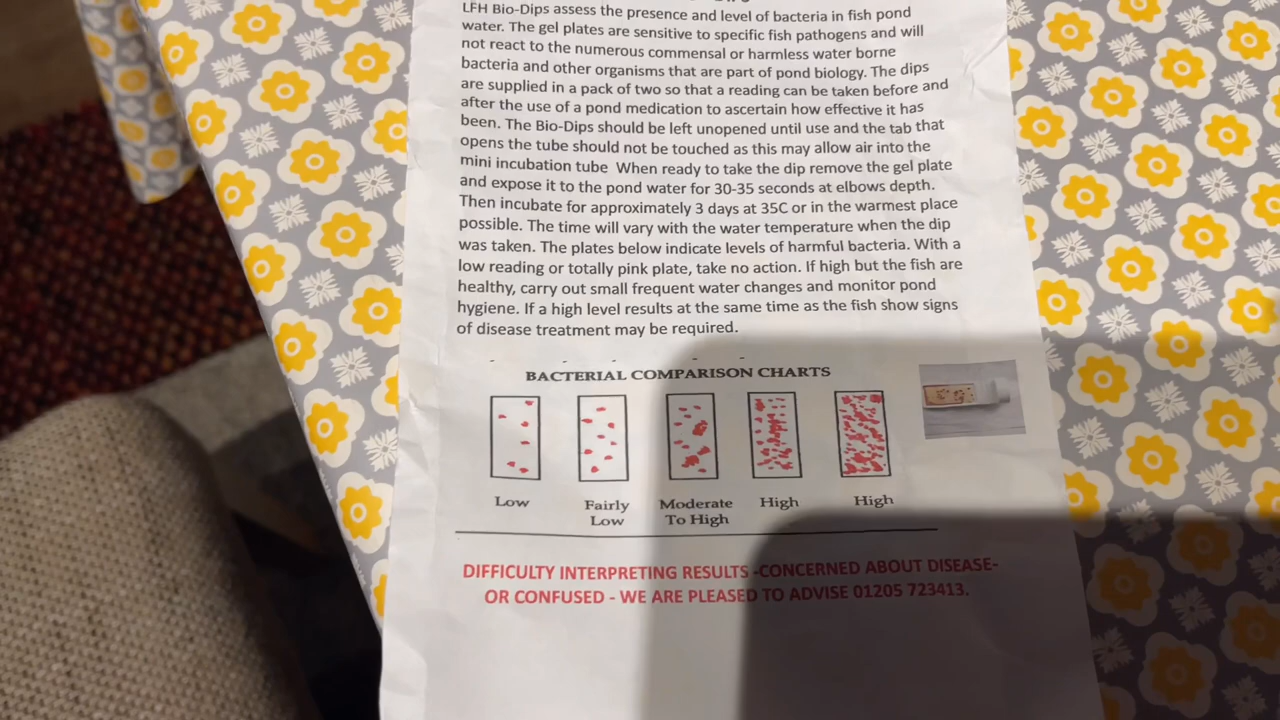 LFH Bio-Dips assess the presence and level of bacteria in fish pond
water. The gel plates are sensitive to specific fish pathogens and will
not react to the numerous commensal or harmless water borne
bacteria and other organisms that are part of pond biology. The dips
are supplied in a pack of two so that a reading can be taken before and
after the use of a pond medication to ascertain how effective it has
been. The Bio-Dips should be left unopened until use and the tab that
opens the tube should not be touched as this may allow air into the
mini incubation tube When ready to take the dip remove the gel plate
and expose it to the pond water for 30-35 seconds at elbows depth.
Then incubate for approximately 3 days at 35C or in the warmest place
possible. The time will vary with the water temperature when the dip
was taken. The plates below indicate levels of harmful bacteria. With a
low reading or totally pink plate, take no action. If high but the fish are
healthy, carry out small frequent water changes and monitor pond
hygiene. If a high level results at the same time as the fish show signs
of disease treatment may be required.
BACTERIAL COMPARISON CHARTS
Low
Fairly
Low
Moderate
To High
High
High
DIFFICULTY INTERPRETING RESULTS -CONCERNED ABOUT DISEASE-
OR CONFUSED - WE ARE PLEASED TO ADVISE 01205 723413.